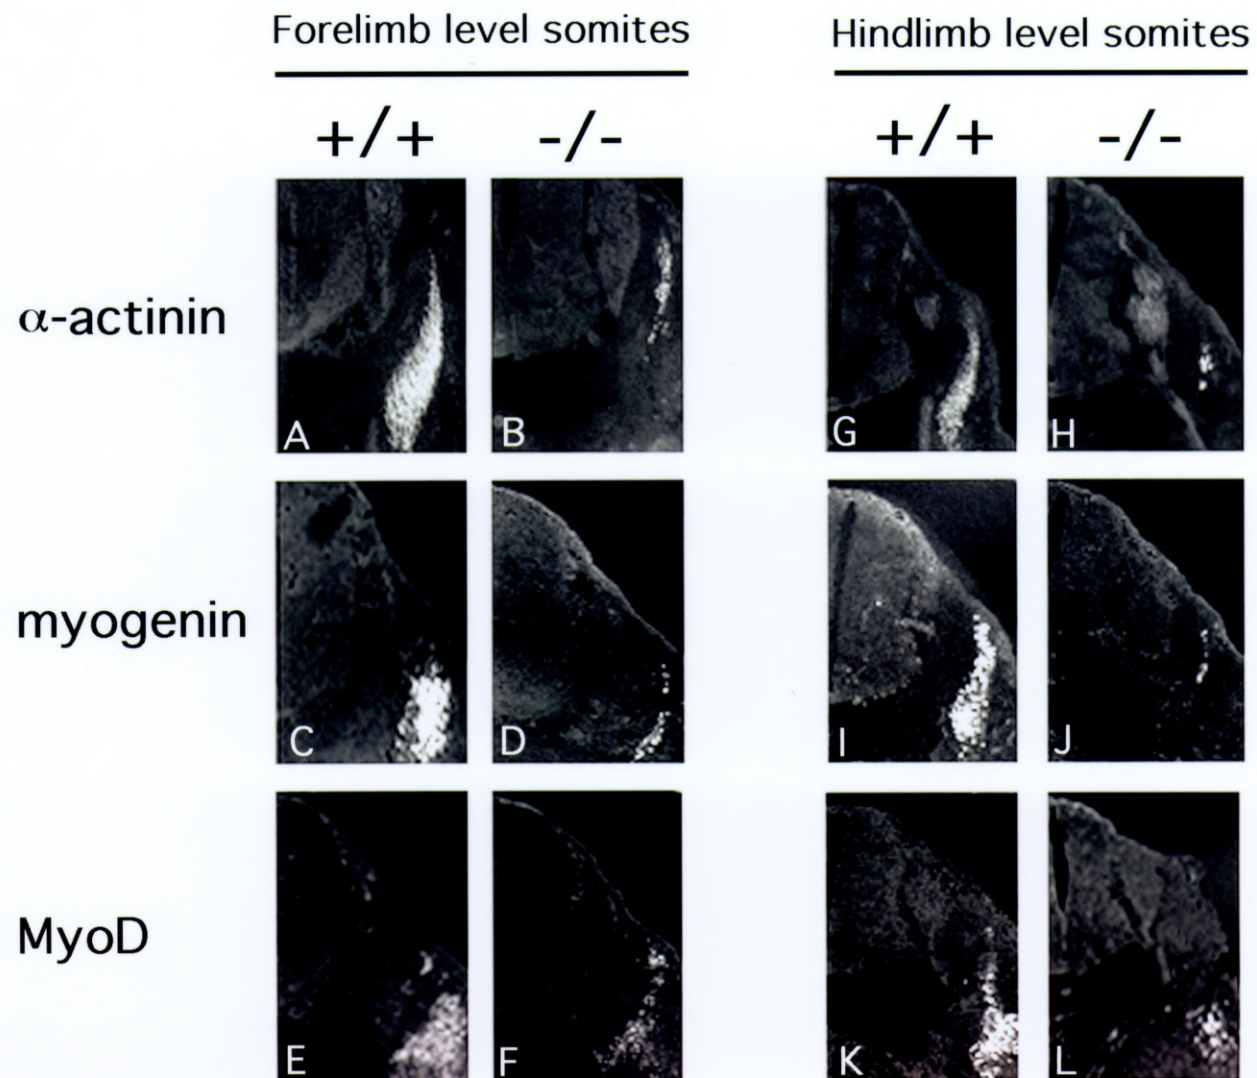 Forelimb level somites Hindlimb level somites
+/+ -/- +/+ -/-
α-actinin
A B G H
myogenin
C D I J
MyoD
E F K L